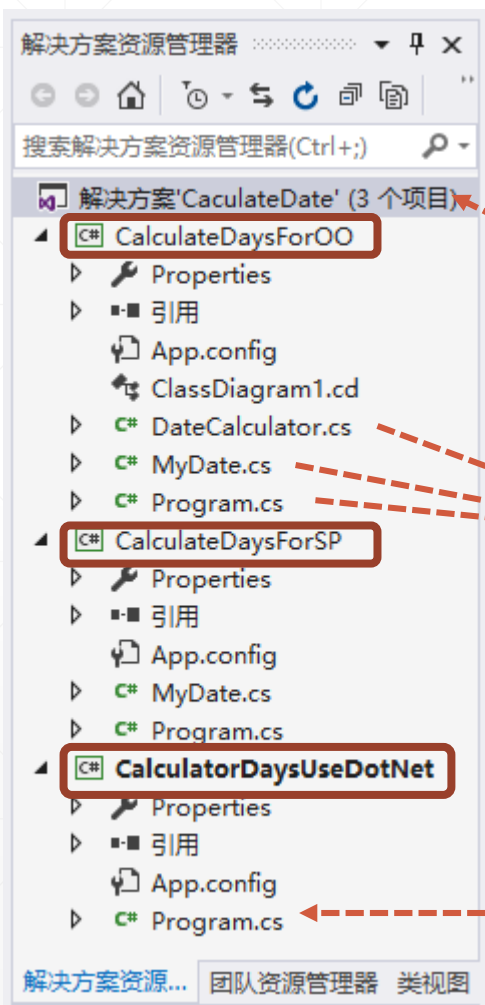 解决方案资源管理器
搜索解决方案资源管理器(Ctrl+;)
解决方案'CaculateDate' (3 个项目)
C# CalculateDaysForOO
Properties
引用
App.config
ClassDiagram1.cd
C# DateCalculator.cs
C# MyDate.cs
C# Program.cs
C# CalculateDaysForSP
Properties
引用
App.config
C# MyDate.cs
C# Program.cs
C# CalculatorDaysUseDotNet
Properties
引用
App.config
C# Program.cs
解决方案资源... 团队资源管理器 类视图